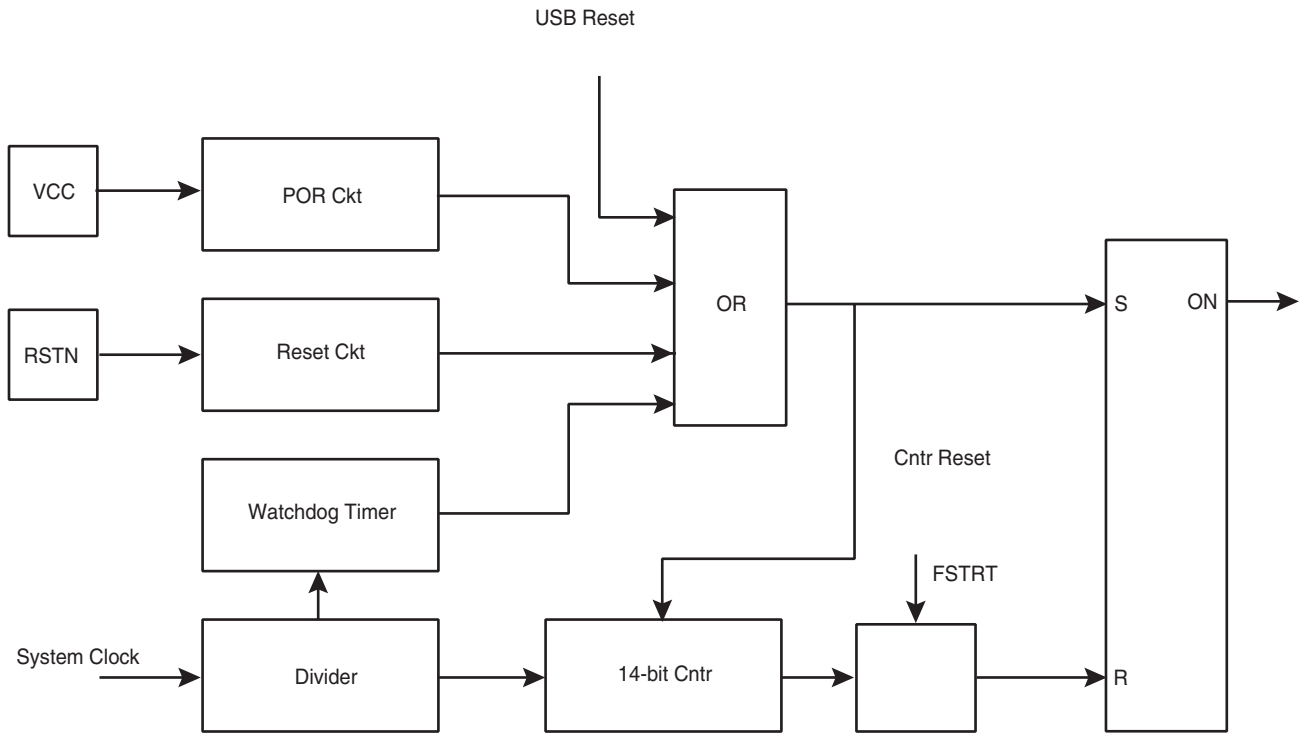 USB Reset
VCC
POR Ckt
OR
S
ON
RSTN
Reset Ckt
Cntr Reset
Watchdog Timer
FSTRT
System Clock
Divider
14-bit Cntr
R